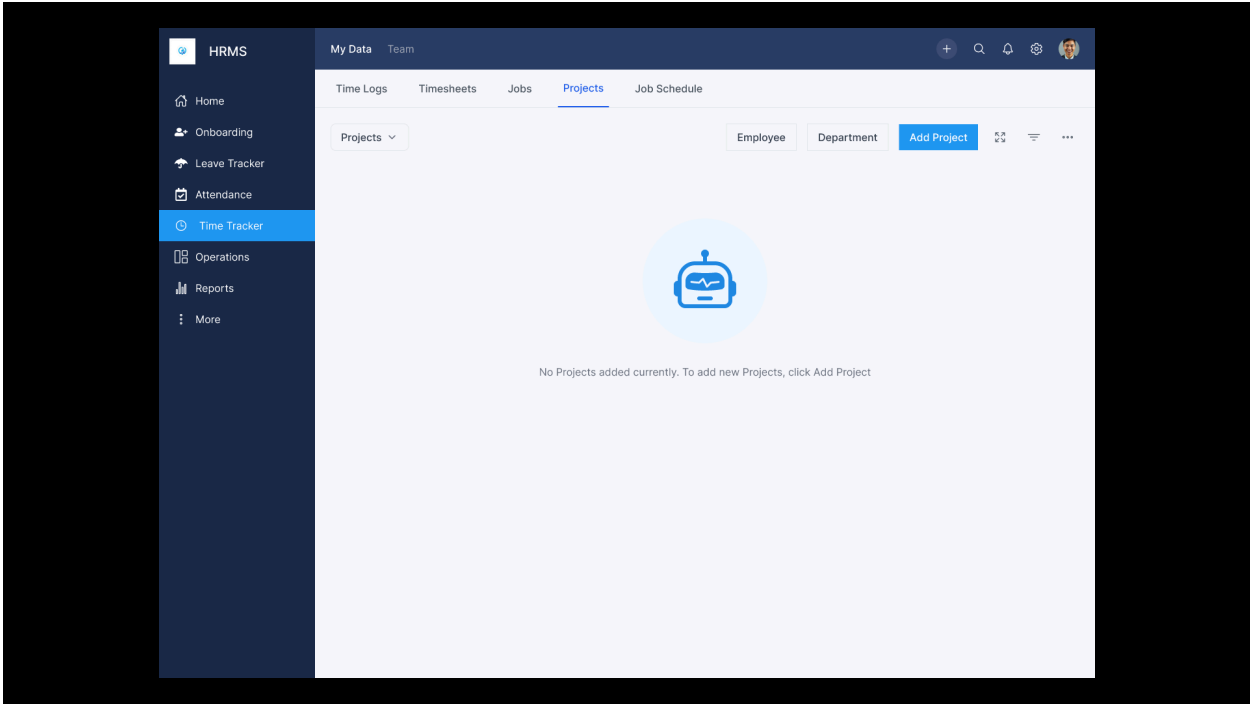 HRMS
My Data Team
Home
Onboarding
Leave Tracker
Attendance
Time Tracker
Operations
Reports
More
Time Logs Timesheets Jobs Projects Job Schedule
Projects
Employee Department Add Project
No Projects added currently. To add new Projects, click Add Project